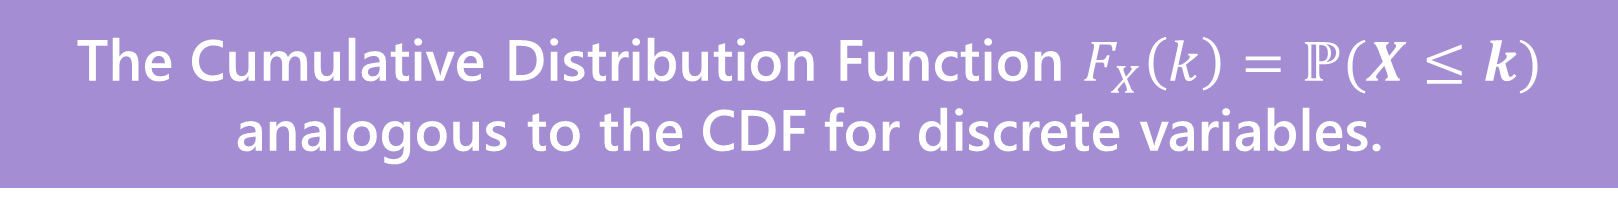 The Cumulative Distribution Function 𝐹_𝑋(𝑘) = ℙ(𝑿 ≤ 𝒌)
analogous to the CDF for discrete variables.